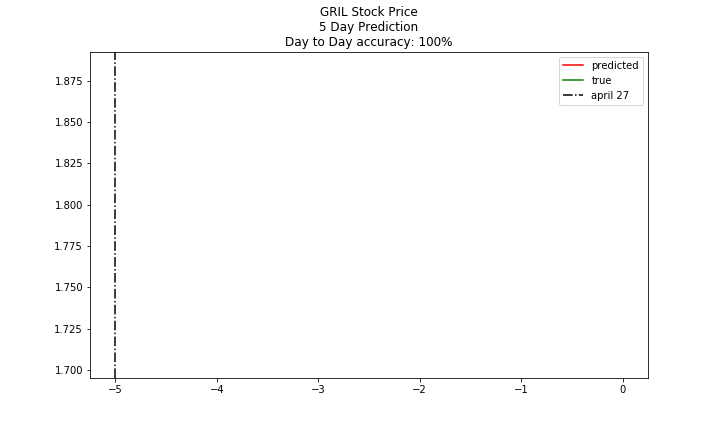 GRIL Stock Price
5 Day Prediction
Day to Day accuracy: 100%
predicted
true
april 27
1.875
1.850
1.825
1.800
1.775
1.750
1.725
1.700
−5
−4
−3
−2
−1
0